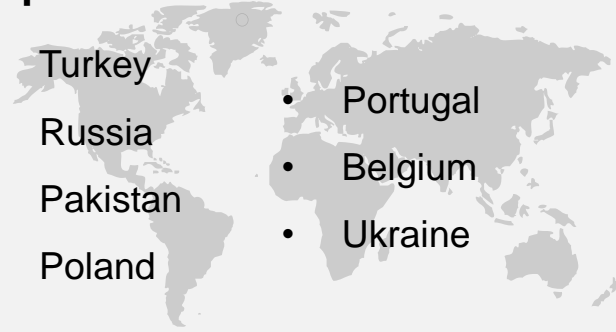 Turkey
Russia
Pakistan
Poland
• Portugal
• Belgium
• Ukraine